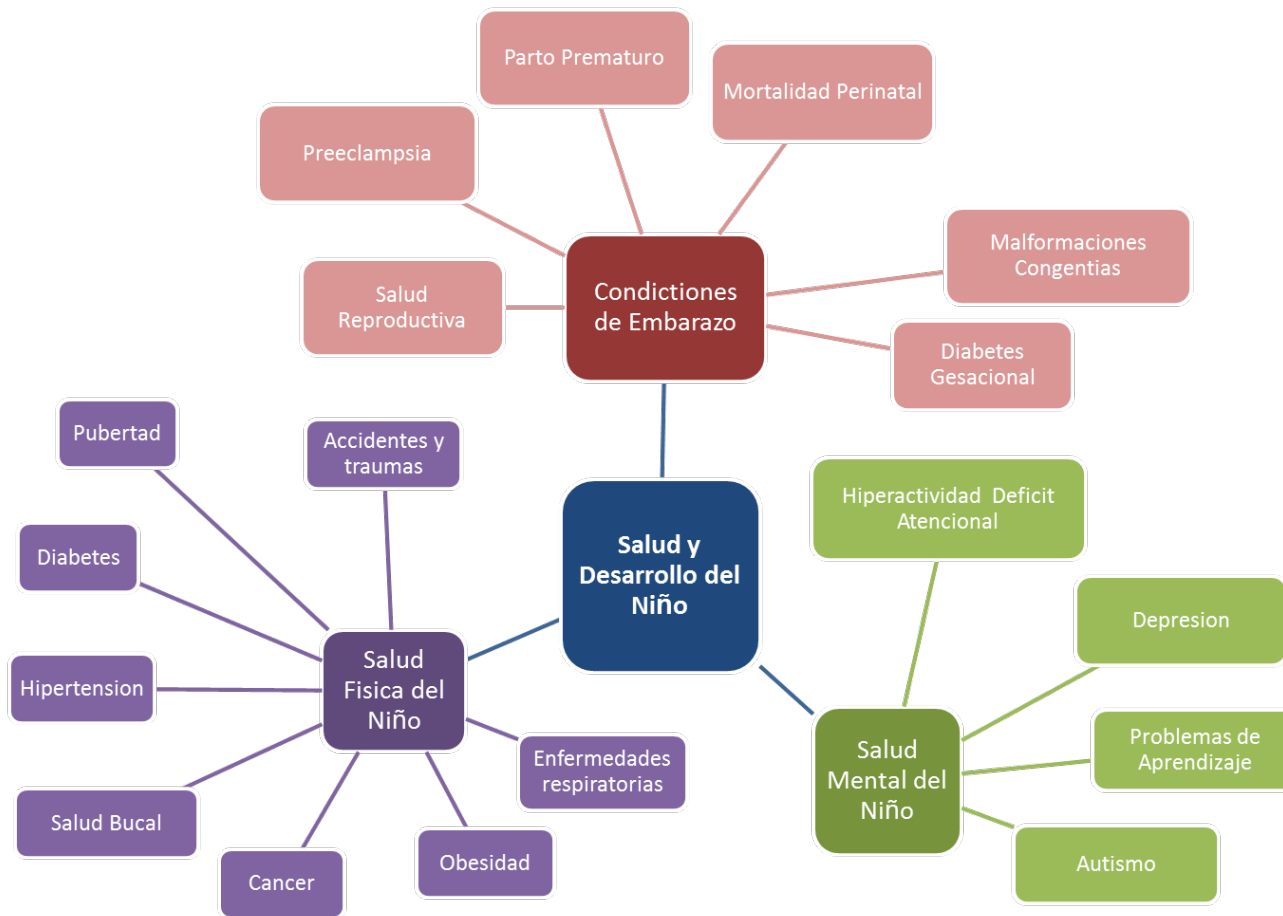 Parto Prematuro
Mortalidad Perinatal
Preeclampsia
Malformaciones
Congentias
Salud
Reproductiva
Condictiones
de Embarazo
Diabetes
Gesacional
Pubertad
Accidentes y
traumas
Hiperactividad Deficit
Atencional
Diabetes
Salud y
Desarrollo del
Niño
Depresion
Hipertension
Salud
Fisica del
Niño
Enfermedades
respiratorias
Salud
Mental del
Niño
Problemas de
Aprendizaje
Salud Bucal
Cancer
Obesidad
Autismo